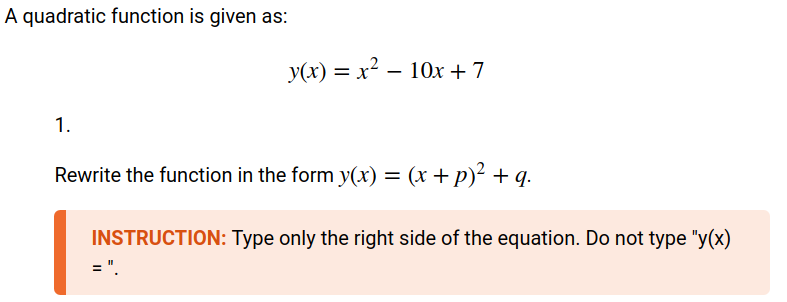 A quadratic function is given as:
y(x) = x² − 10x + 7
1.
Rewrite the function in the form y(x) = (x + p)² + q.
INSTRUCTION: Type only the right side of the equation. Do not type "y(x)
= ".